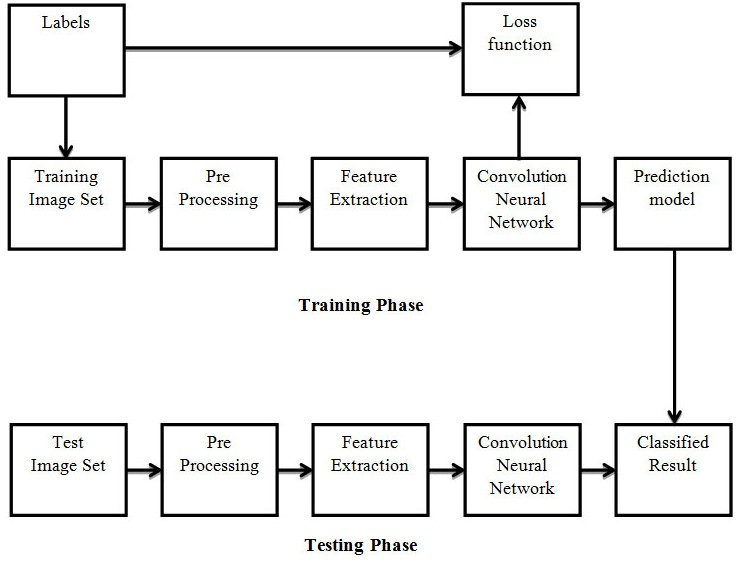 Labels
Loss
function
Training
Image Set
Pre
Processing
Feature
Extraction
Convolution
Neural
Network
Prediction
model
Training Phase
Test
Image Set
Pre
Processing
Feature
Extraction
Convolution
Neural
Network
Classified
Result
Testing Phase